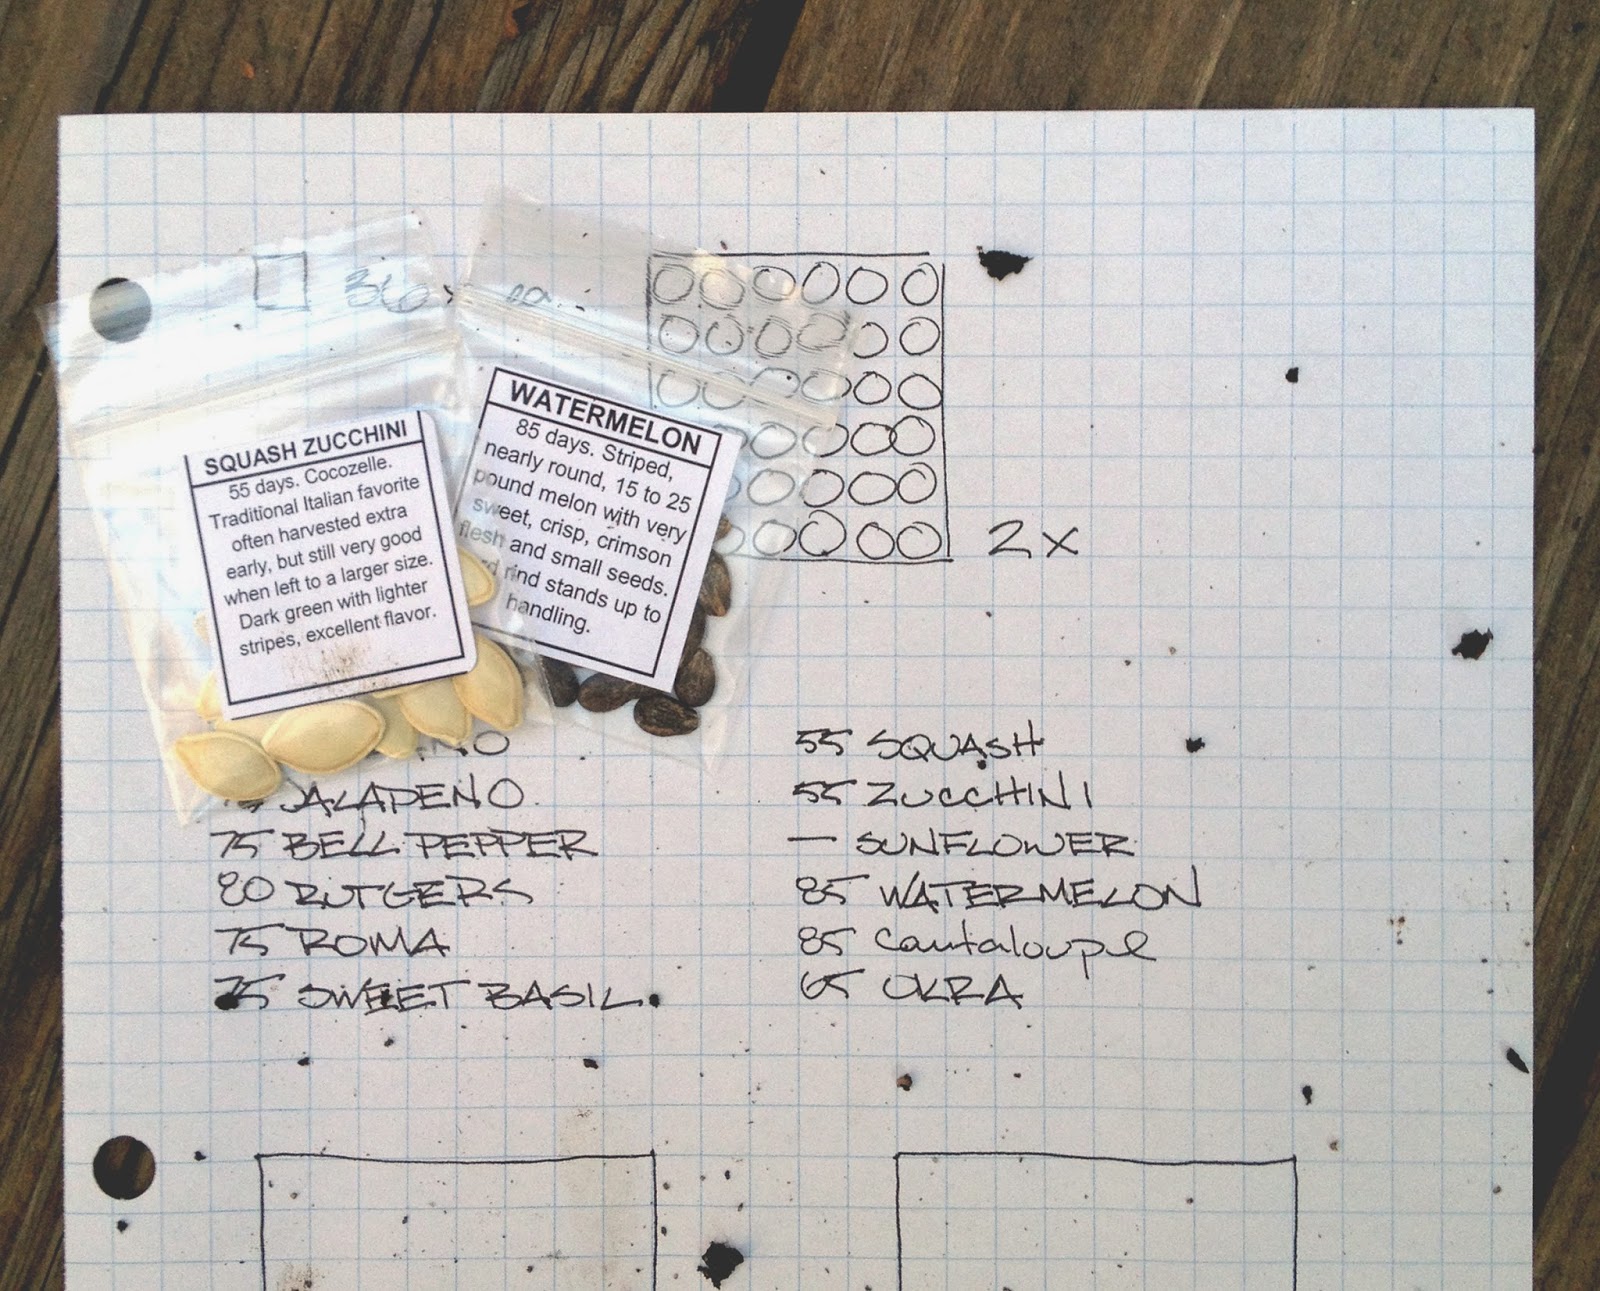 36
SQUASH ZUCCHINI
55 days. Cocozelle.
Traditional Italian favorite
often harvested extra
early, but still very good
when left to a larger size.
Dark green with lighter
stripes, excellent flavor.
WATERMELON
85 days. Striped,
nearly round, 15 to 25
pound melon with very
sweet, crisp, crimson
flesh and small seeds.
rind stands up to
handling.
2x
JALAPENO
75 BELL PEPPER
80 RUTGERS
75 ROMA
75 SWEET BASIL.
55 SQUASH
55 ZUCCHINI
— SUNFLOWER
85 WATERMELON
85 Cantaloupe
65 OKRA